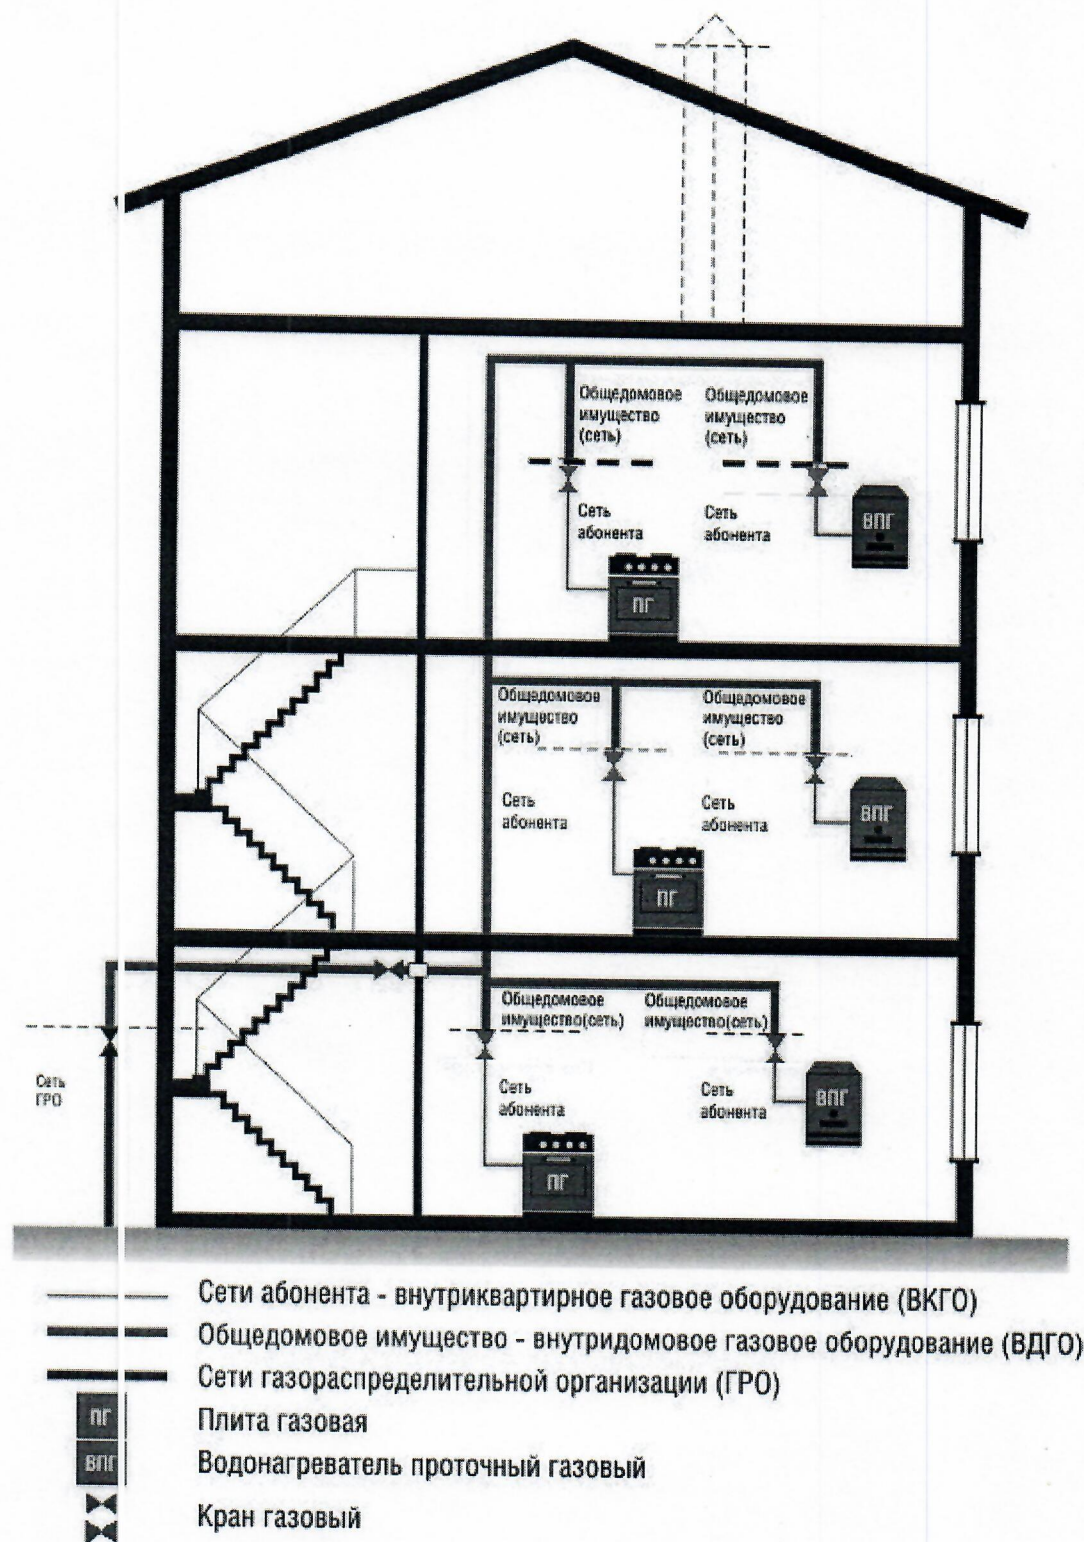 Общедомовое
имущество
(сеть)
Общедомовое
имущество
(сеть)
Сеть
абонента
Сеть
абонента
ВПГ
ПГ
Общедомовое
имущество
(сеть)
Общедомовое
имущество
(сеть)
Сеть
абонента
Сеть
абонента
ВПГ
ПГ
Общедомовое
имущество(сеть)
Общедомовое
имущество(сеть)
Сеть
ГРО
Сеть
абонента
Сеть
абонента
ВПГ
ПГ
Сети абонента - внутриквартирное газовое оборудование (ВКГО)
Общедомовое имущество - внутридомовое газовое оборудование (ВДГО)
Сети газораспределительной организации (ГРО)
ПГ
Плита газовая
ВПГ
Водонагреватель проточный газовый
Кран газовый